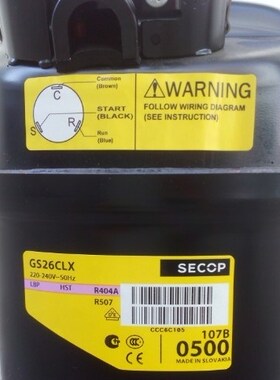 Common
(Brown)
C
START
(BLACK)
S
R
Run
(Blue)
WARNING
FOLLOW WIRING DIAGRAM
(SEE INSTRUCTION)
GS26CLX
220-240V~50Hz
LBP HST R404A
R507
SECOP
CCC6C185
107B
0500
MADE IN SLOVAKIA